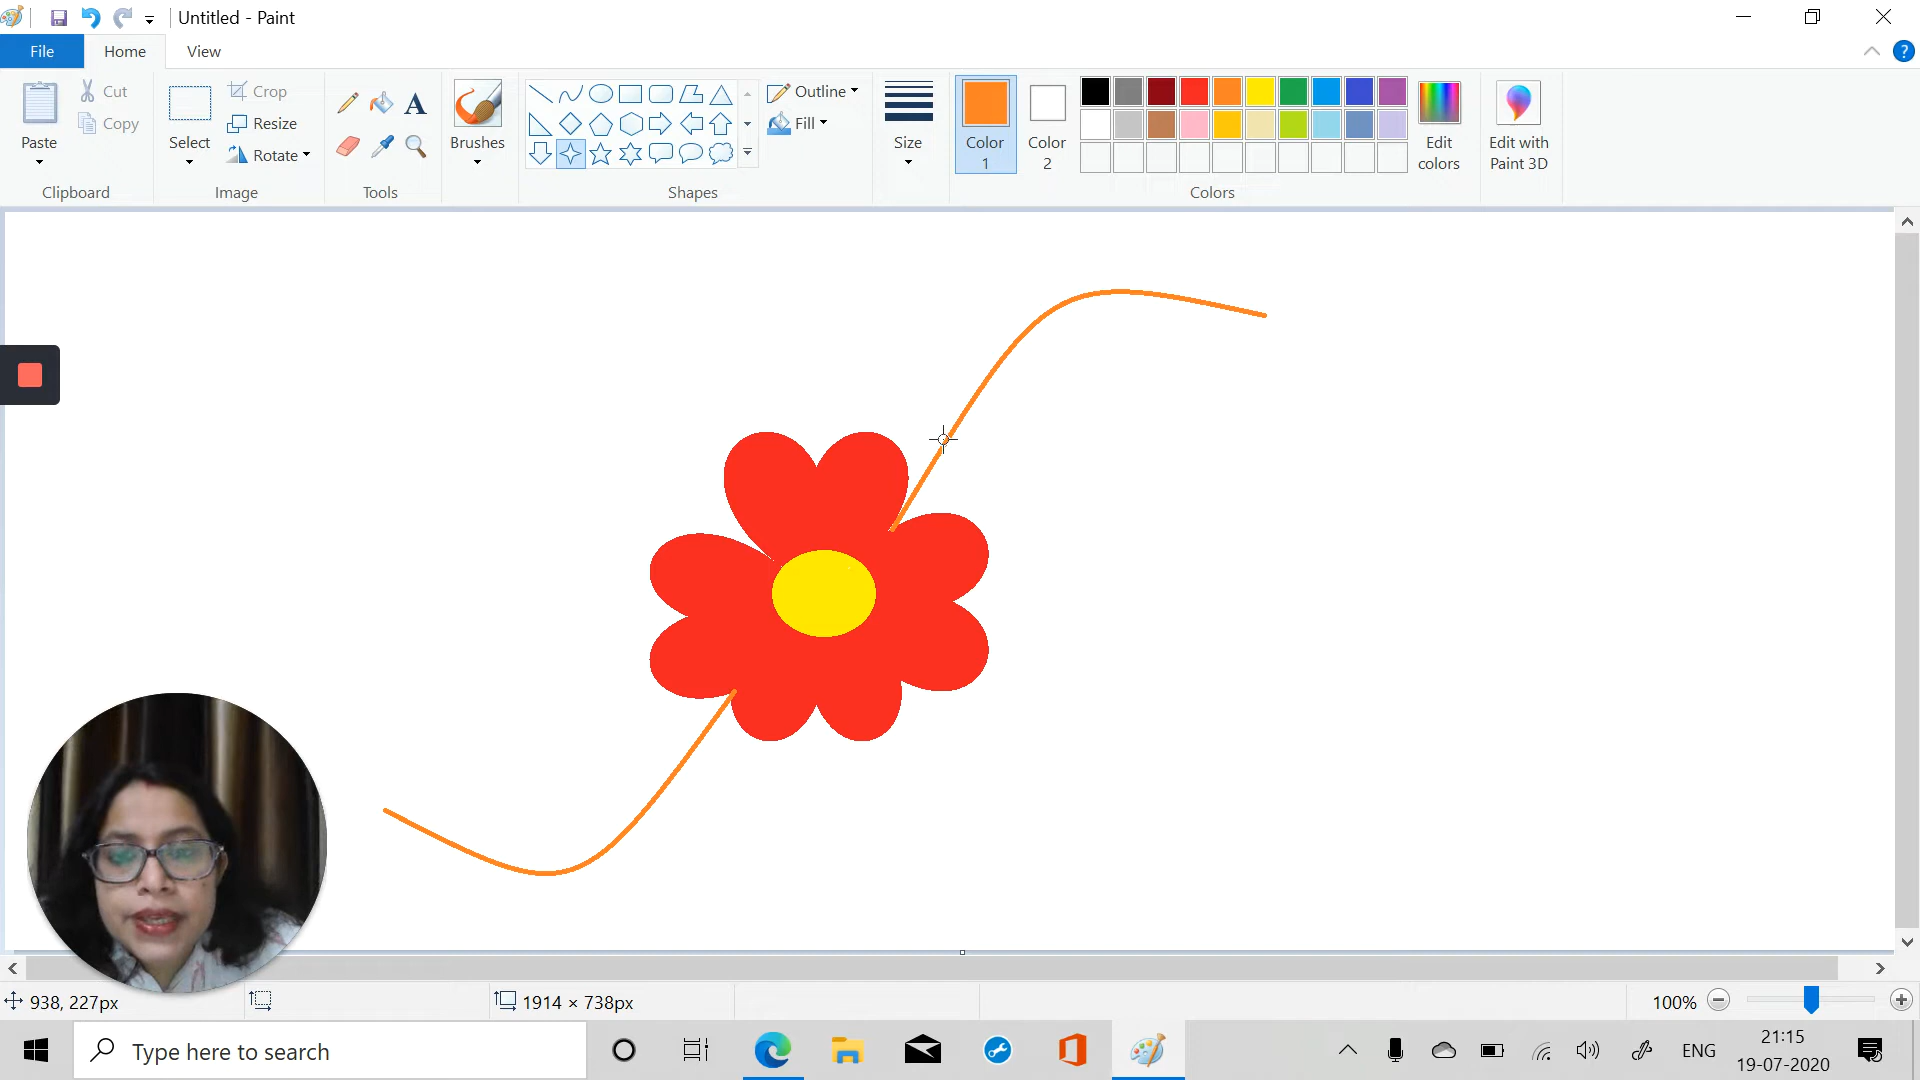 Untitled - Paint
File Home View
Paste
Cut
Copy
Clipboard
Select
Crop
Resize
Rotate
Image
A
Tools
Brushes
Outline
Fill
Shapes
Size
Color 1
Color 2
Edit colors
Colors
Edit with Paint 3D
?
938, 227px
1914 × 738px
100%
Type here to search
ENG
21:15
19-07-2020